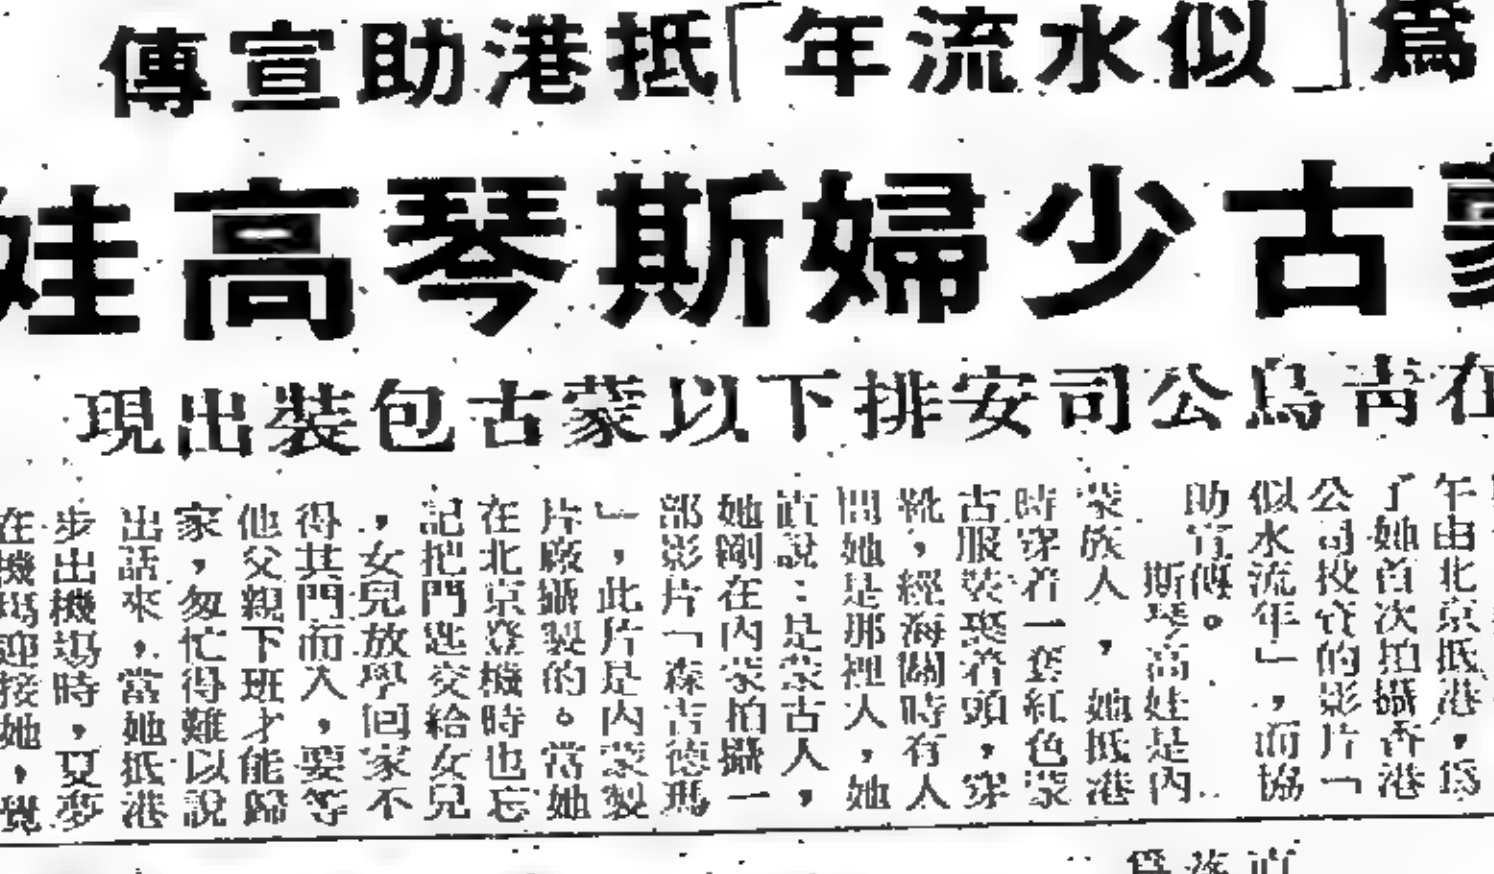 爲「似水流年」抵港助宣傳
蒙古少婦斯琴高娃
在青鳥公司安排下以蒙古包裝出現
午由北京抵港，爲
了她首次拍攝香港
公司投資的影片「
似水流年」，而協
助宣傳。
斯琴高娃是內
蒙族人，她抵港
時穿着一套紅色蒙
古服裝裹着頭，穿
靴，經海關時有人
問她是那裡人，她
直說：是蒙古人，
她剛在內蒙拍攝一
部影片「森吉德瑪
」，此片是內蒙製
片廠攝製的。當她
在北京登機時也忘
記把門匙交給女兒
，女兒放學回家不
得其門而入，要等
他父親下班才能歸
家，匆忙得難以說
出話來，當她抵港
步出機場時，夏夢
在機場迎接她，覺